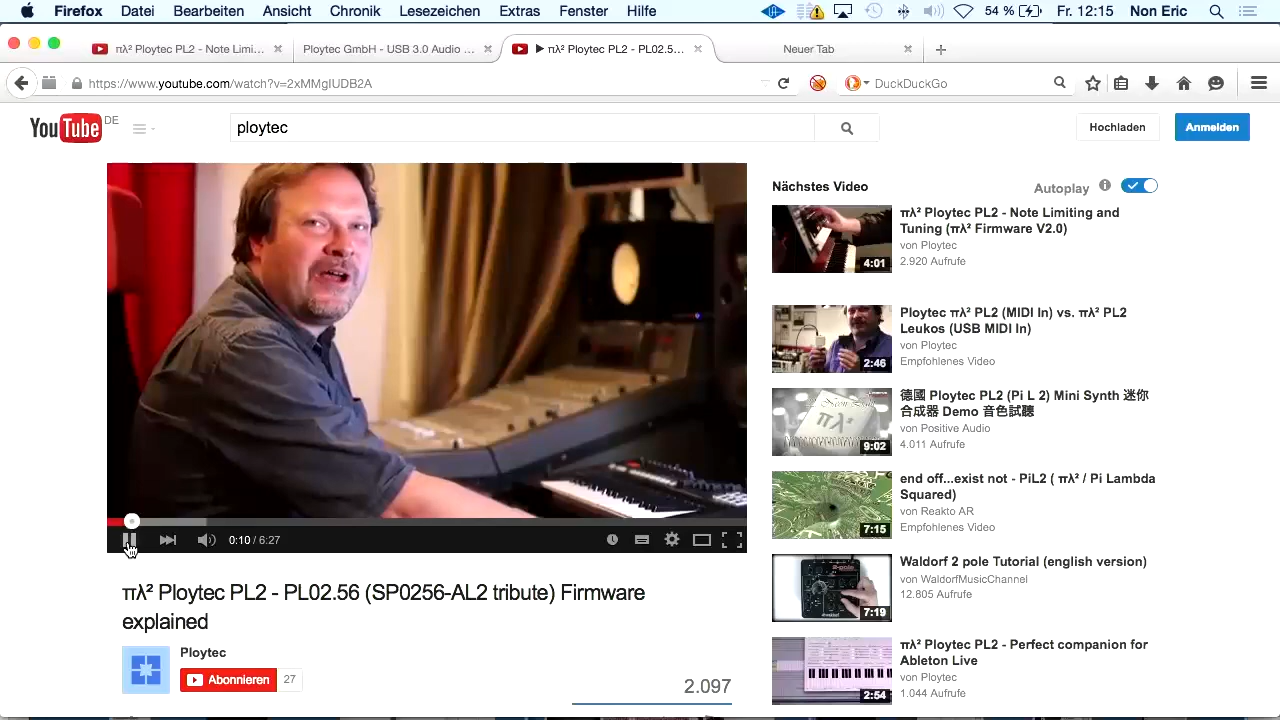 Firefox Datei Bearbeiten Ansicht Chronik Lesezeichen Extras Fenster Hilfe 54 % Fr. 12:15 Non Eric
πλ² Ploytec PL2 - Note Limi... Ploytec GmbH - USB 3.0 Audio ... ▶ πλ² Ploytec PL2 - PL02.5... Neuer Tab
https://www.youtube.com/watch?v=2xMMgIUDB2A DuckDuckGo
YouTube DE ploytec Hochladen Anmelden
Nächstes Video Autoplay
πλ² Ploytec PL2 - Note Limiting and
Tuning (πλ² Firmware V2.0)
von Ploytec
2.920 Aufrufe
4:01
Ploytec πλ² PL2 (MIDI In) vs. πλ² PL2
Leukos (USB MIDI In)
von Ploytec
Empfohlenes Video
2:46
德國 Ploytec PL2 (Pi L 2) Mini Synth 迷你
合成器 Demo 音色試聽
von Positive Audio
4.011 Aufrufe
πλ²
9:02
end off...exist not - PiL2 ( πλ² / Pi Lambda
Squared)
von Reakto AR
Empfohlenes Video
7:15
Waldorf 2 pole Tutorial (english version)
von WaldorfMusicChannel
12.805 Aufrufe
7:19
πλ² Ploytec PL2 - Perfect companion for
Ableton Live
von Ploytec
1.044 Aufrufe
2:54
0:10 / 6:27
πλ² Ploytec PL2 - PL02.56 (SP0256-AL2 tribute) Firmware
explained
Ploytec
Abonnieren 27
2.097